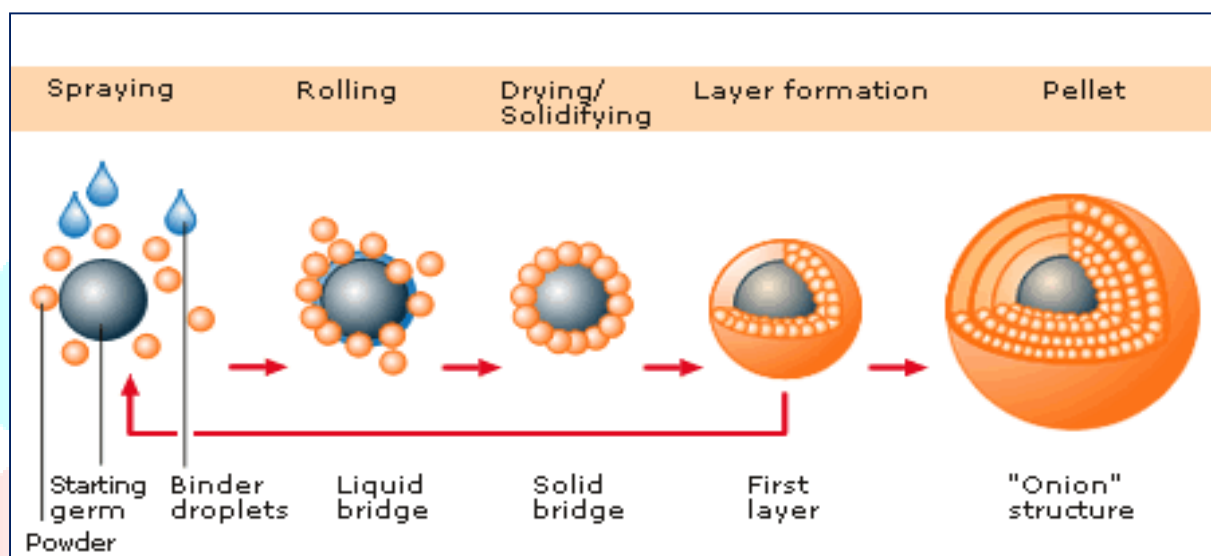 Spraying
Rolling
Drying/
Solidifying
Layer formation
Pellet
Starting
germ
Binder
droplets
Liquid
bridge
Solid
bridge
First
layer
"Onion"
structure
Powder